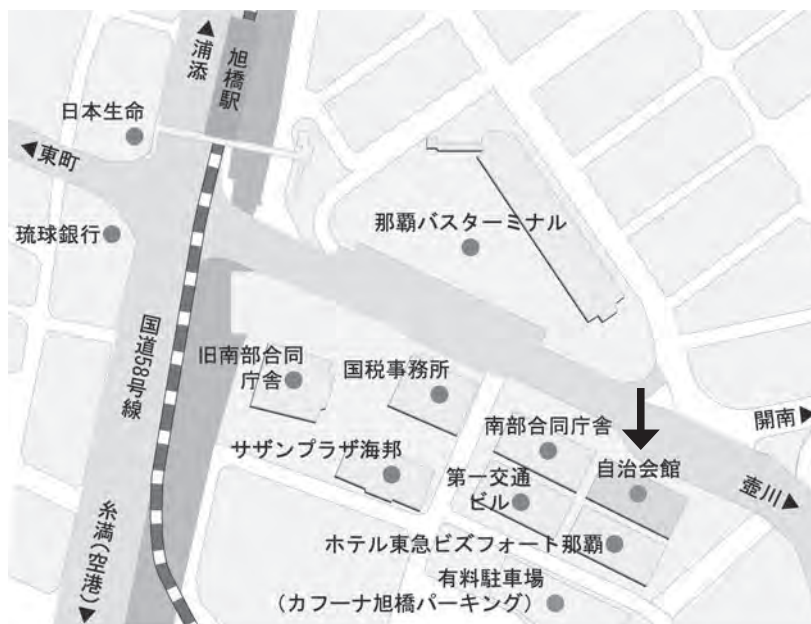 ▲浦添
旭橋駅
日本生命
◀東町
那覇バスターミナル
琉球銀行
国道58号線
旧南部合同
庁舎
国税事務所
開南▶
南部合同庁舎
サザンプラザ海邦
自治会館
第一交通
ビル
壺川▶
ホテル東急ビズフォート那覇
糸満(空港)▶
有料駐車場
(カフーナ旭橋パーキング)